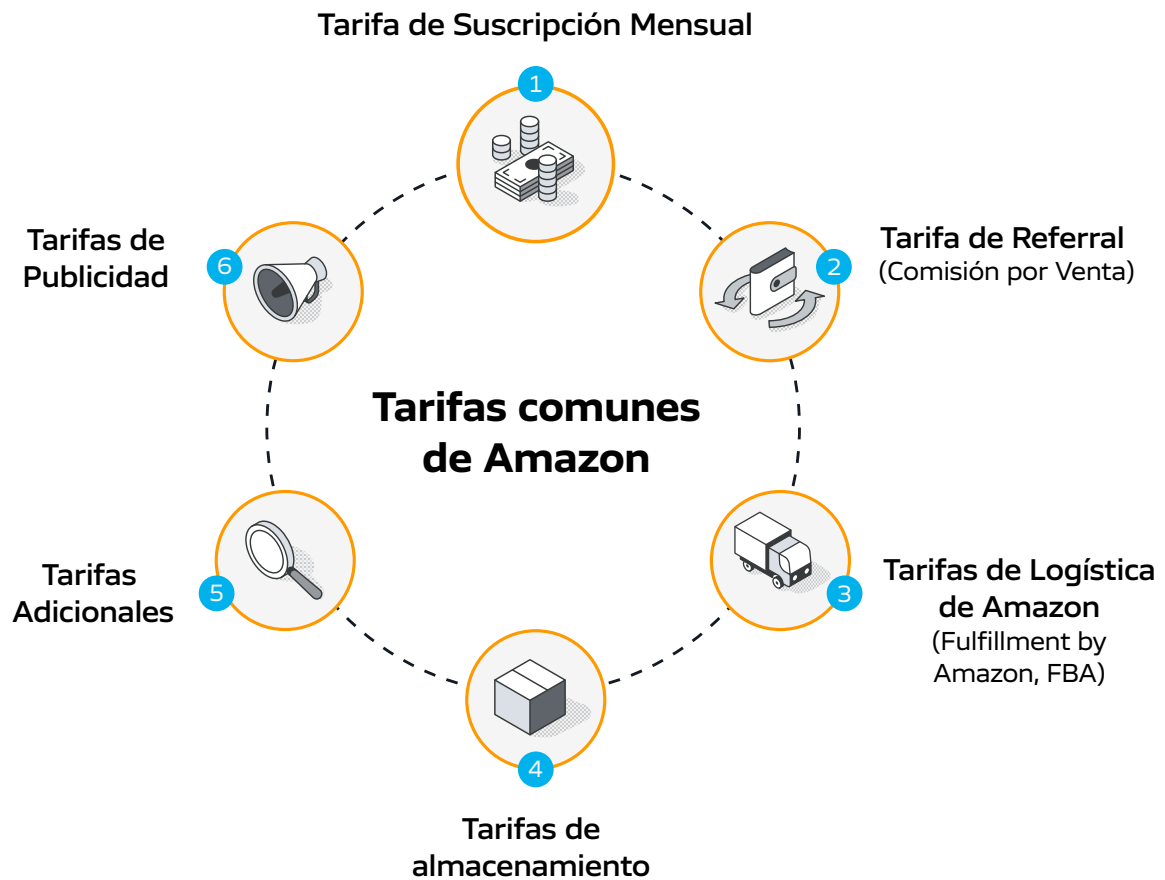 Tarifa de Suscripción Mensual
1
Tarifas de
Publicidad
6
2
Tarifa de Referral
(Comisión por Venta)
Tarifas comunes
de Amazon
Tarifas
Adicionales
5
3
Tarifas de Logística
de Amazon
(Fulfillment by
Amazon, FBA)
4
Tarifas de
almacenamiento